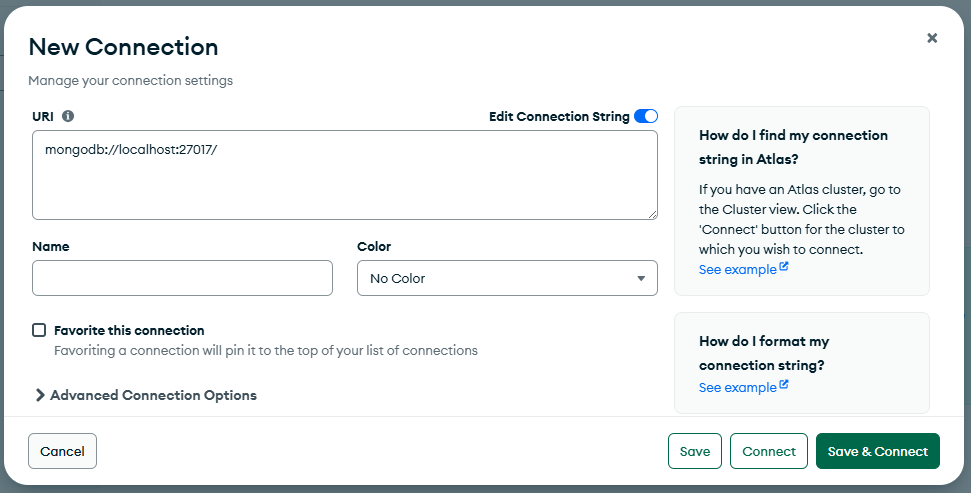 New Connection
Manage your connection settings
URI
Edit Connection String
mongodb://localhost:27017/
Name
Color
No Color
Favorite this connection
Favoriting a connection will pin it to the top of your list of connections
Advanced Connection Options
How do I find my connection
string in Atlas?
If you have an Atlas cluster, go to
the Cluster view. Click the
'Connect' button for the cluster to
which you wish to connect.
See example
How do I format my
connection string?
See example
Cancel
Save
Connect
Save & Connect